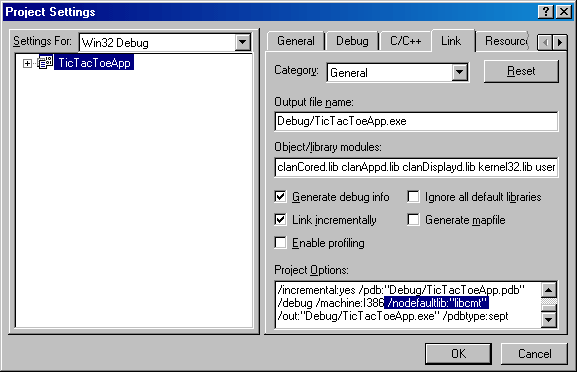 Project Settings
Settings For: Win32 Debug
TicTacToeApp
General Debug C/C++ Link Resourc
Category: General Reset
Output file name:
Debug/TicTacToeApp.exe
Object/library modules:
clanCored.lib clanAppd.lib clanDisplayd.lib kernel32.lib user
Generate debug info Ignore all default libraries
Link incrementally Generate mapfile
Enable profiling
Project Options:
/incremental:yes /pdb:"Debug/TicTacToeApp.pdb"
/debug /machine:I386 /nodefaultlib:"libcmt"
/out:"Debug/TicTacToeApp.exe" /pdbtype:sept
OK Cancel